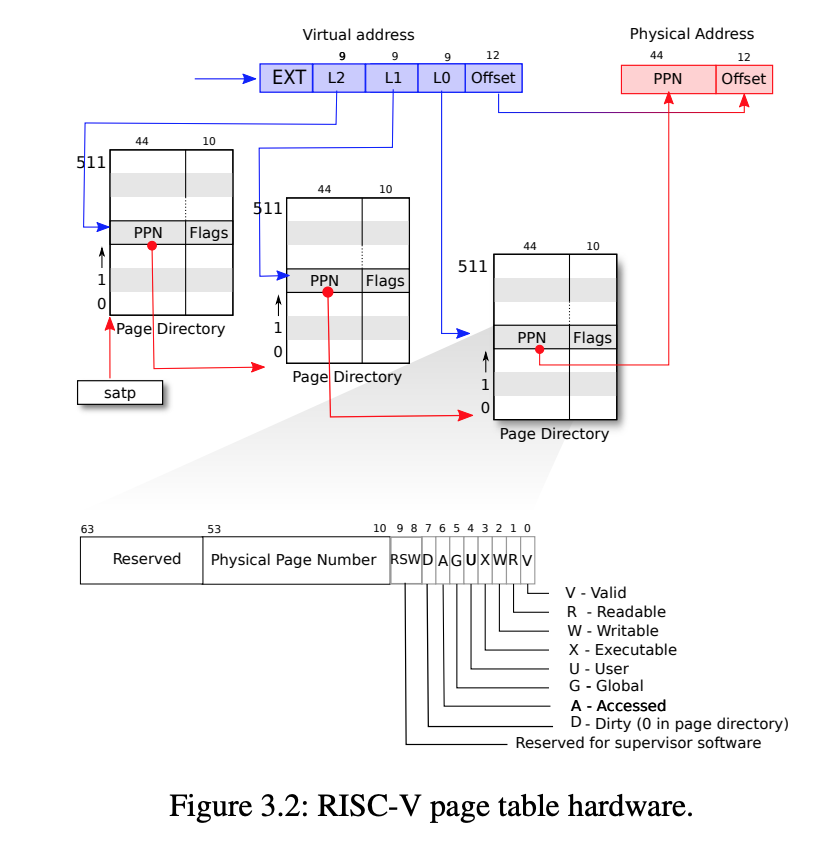 Virtual address
Physical Address
9 9 9 12
44 12
EXT L2 L1 L0 Offset
PPN Offset
44 10
511
PPN Flags
1
0
Page Directory
satp
44 10
511
PPN Flags
1
0
Page Directory
44 10
511
PPN Flags
1
0
Page Directory
63 53 10 9 8 7 6 5 4 3 2 1 0
Reserved Physical Page Number RSW D A G U X W R V
V - Valid
R - Readable
W - Writable
X - Executable
U - User
G - Global
A - Accessed
D - Dirty (0 in page directory)
Reserved for supervisor software
Figure 3.2: RISC-V page table hardware.